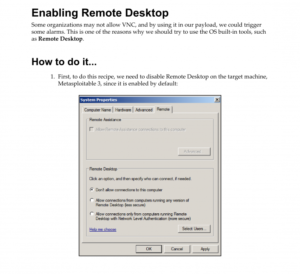 Enabling Remote Desktop
Some organizations may not allow VNC, and by using it in our payload, we could trigger
some alarms. This is one of the reasons why we should try to use the OS built-in tools, such
as Remote Desktop.
How to do it...
1. First, to do this recipe, we need to disable Remote Desktop on the target machine,
Metasploitable 3, since it is enabled by default:
System Properties
Computer Name Hardware Advanced Remote
Remote Assistance
Remote Desktop
Click an option, and then specify who can connect, if needed.
Don't allow connections to this computer
Allow connections from computers running any version of
Remote Desktop (less secure)
Allow connections only from computers running Remote
Desktop with Network Level Authentication (more secure)
Help me choose
Select Users...
OK Cancel Apply